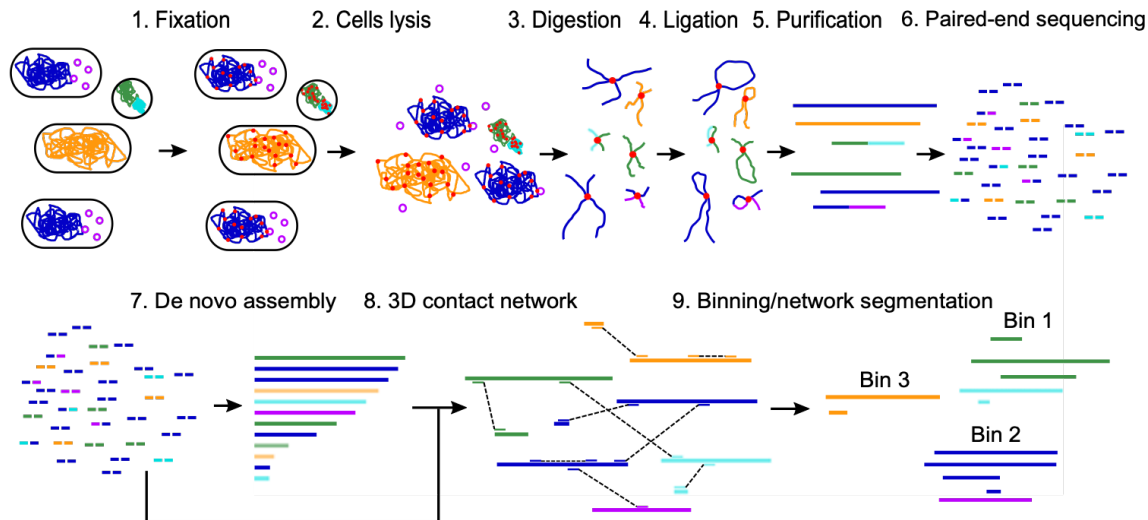 1. Fixation
2. Cells lysis
3. Digestion
4. Ligation
5. Purification
6. Paired-end sequencing
7. De novo assembly
8. 3D contact network
9. Binning/network segmentation
Bin 1
Bin 3
Bin 2